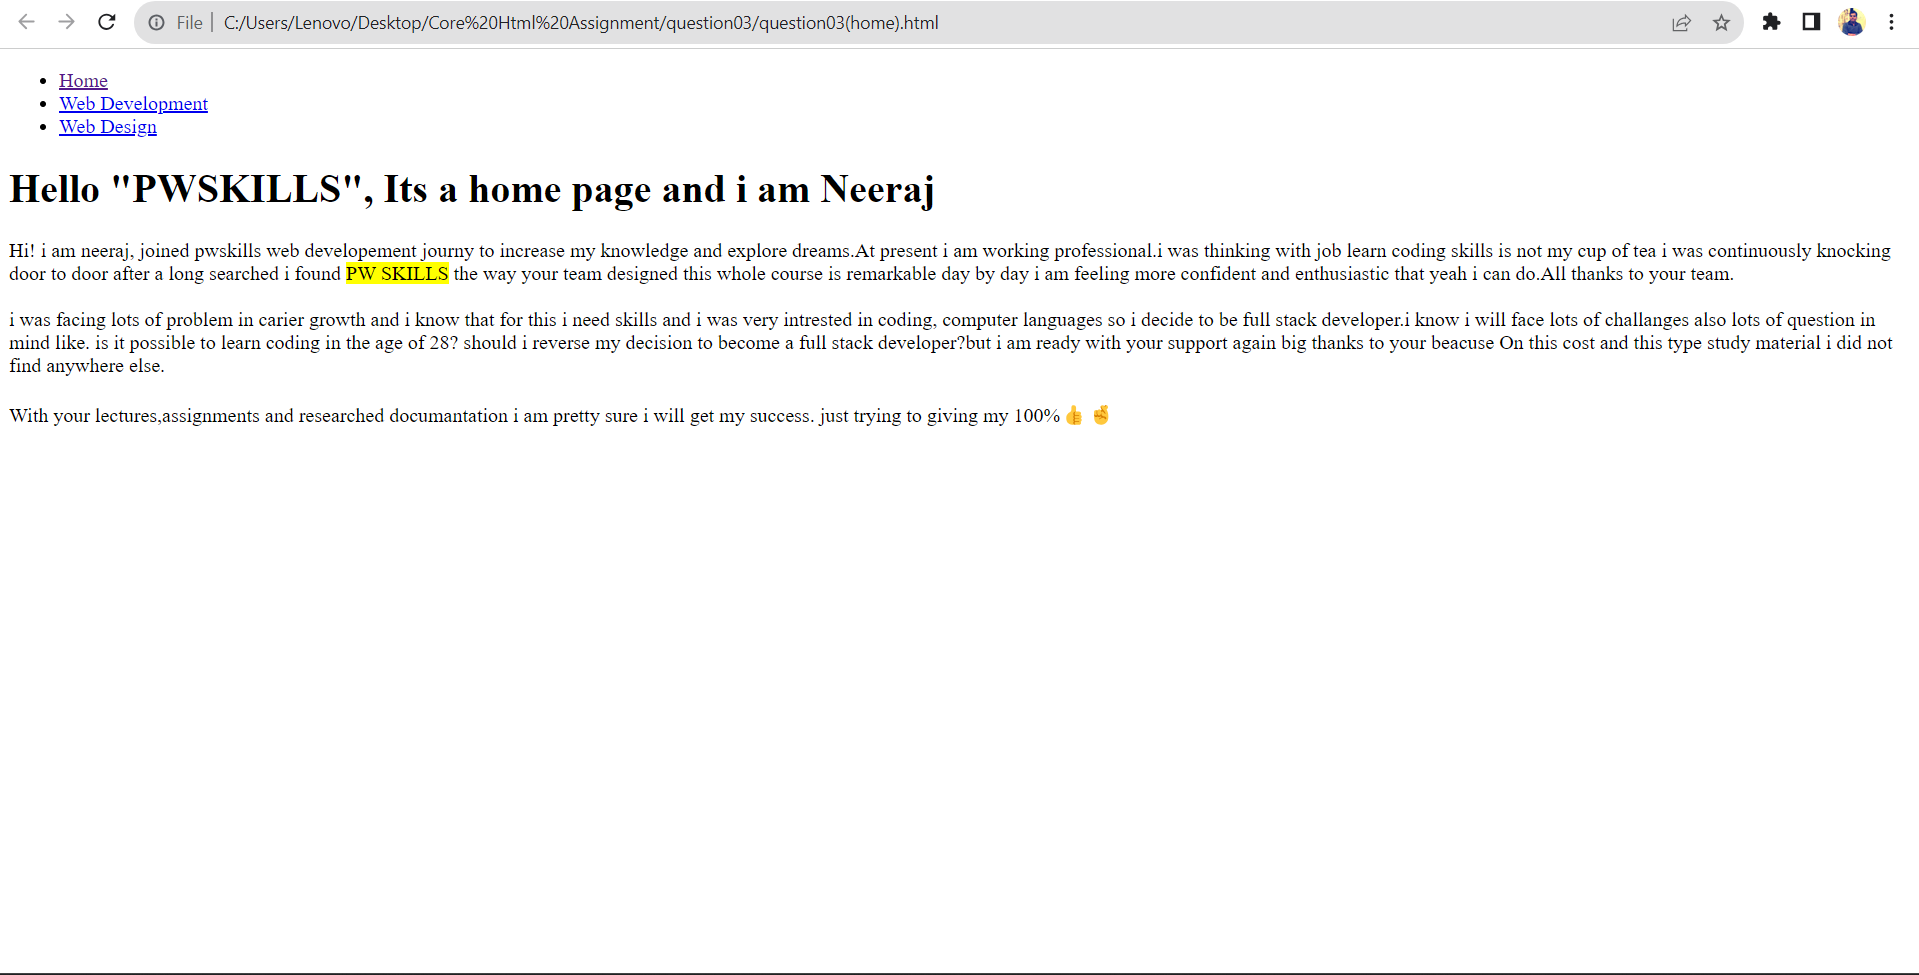 File | C:/Users/Lenovo/Desktop/Core%20Html%20Assignment/question03/question03(home).html
Home
Web Development
Web Design
Hello "PWSKILLS", Its a home page and i am Neeraj
Hi! i am neeraj, joined pwskills web developement journy to increase my knowledge and explore dreams.At present i am working professional.i was thinking with job learn coding skills is not my cup of tea i was continuously knocking
door to door after a long searched i found PW SKILLS the way your team designed this whole course is remarkable day by day i am feeling more confident and enthusiastic that yeah i can do.All thanks to your team.
i was facing lots of problem in carier growth and i know that for this i need skills and i was very intrested in coding, computer languages so i decide to be full stack developer.i know i will face lots of challanges also lots of question in
mind like. is it possible to learn coding in the age of 28? should i reverse my decision to become a full stack developer?but i am ready with your support again big thanks to your beacuse On this cost and this type study material i did not
find anywhere else.
With your lectures,assignments and researched documantation i am pretty sure i will get my success. just trying to giving my 100%👍 ✌